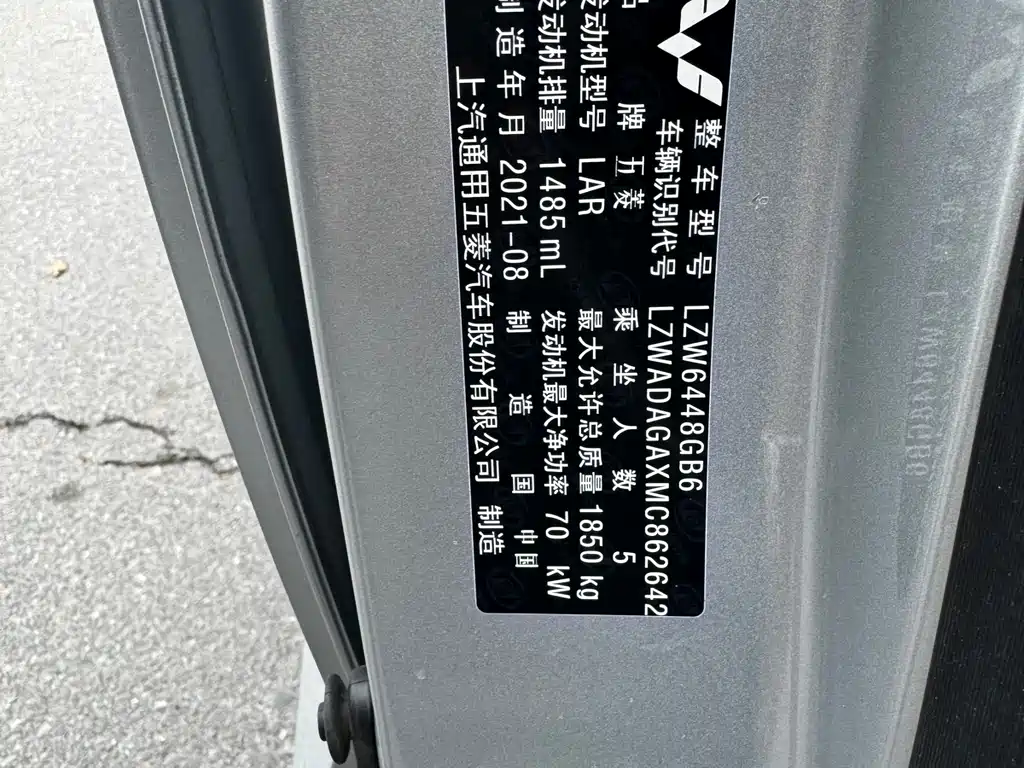 整车型号 LZW6448GB6
车辆识别代号 LZWADAGAXMC862642
品牌 五菱 乘坐人数 5
发动机型号 LAR 最大允许总质量 1850 kg
发动机排量 1485 mL 发动机最大净功率 70 kW
制造年月 2021-08 制造国 中国
上汽通用五菱汽车股份有限公司 制造